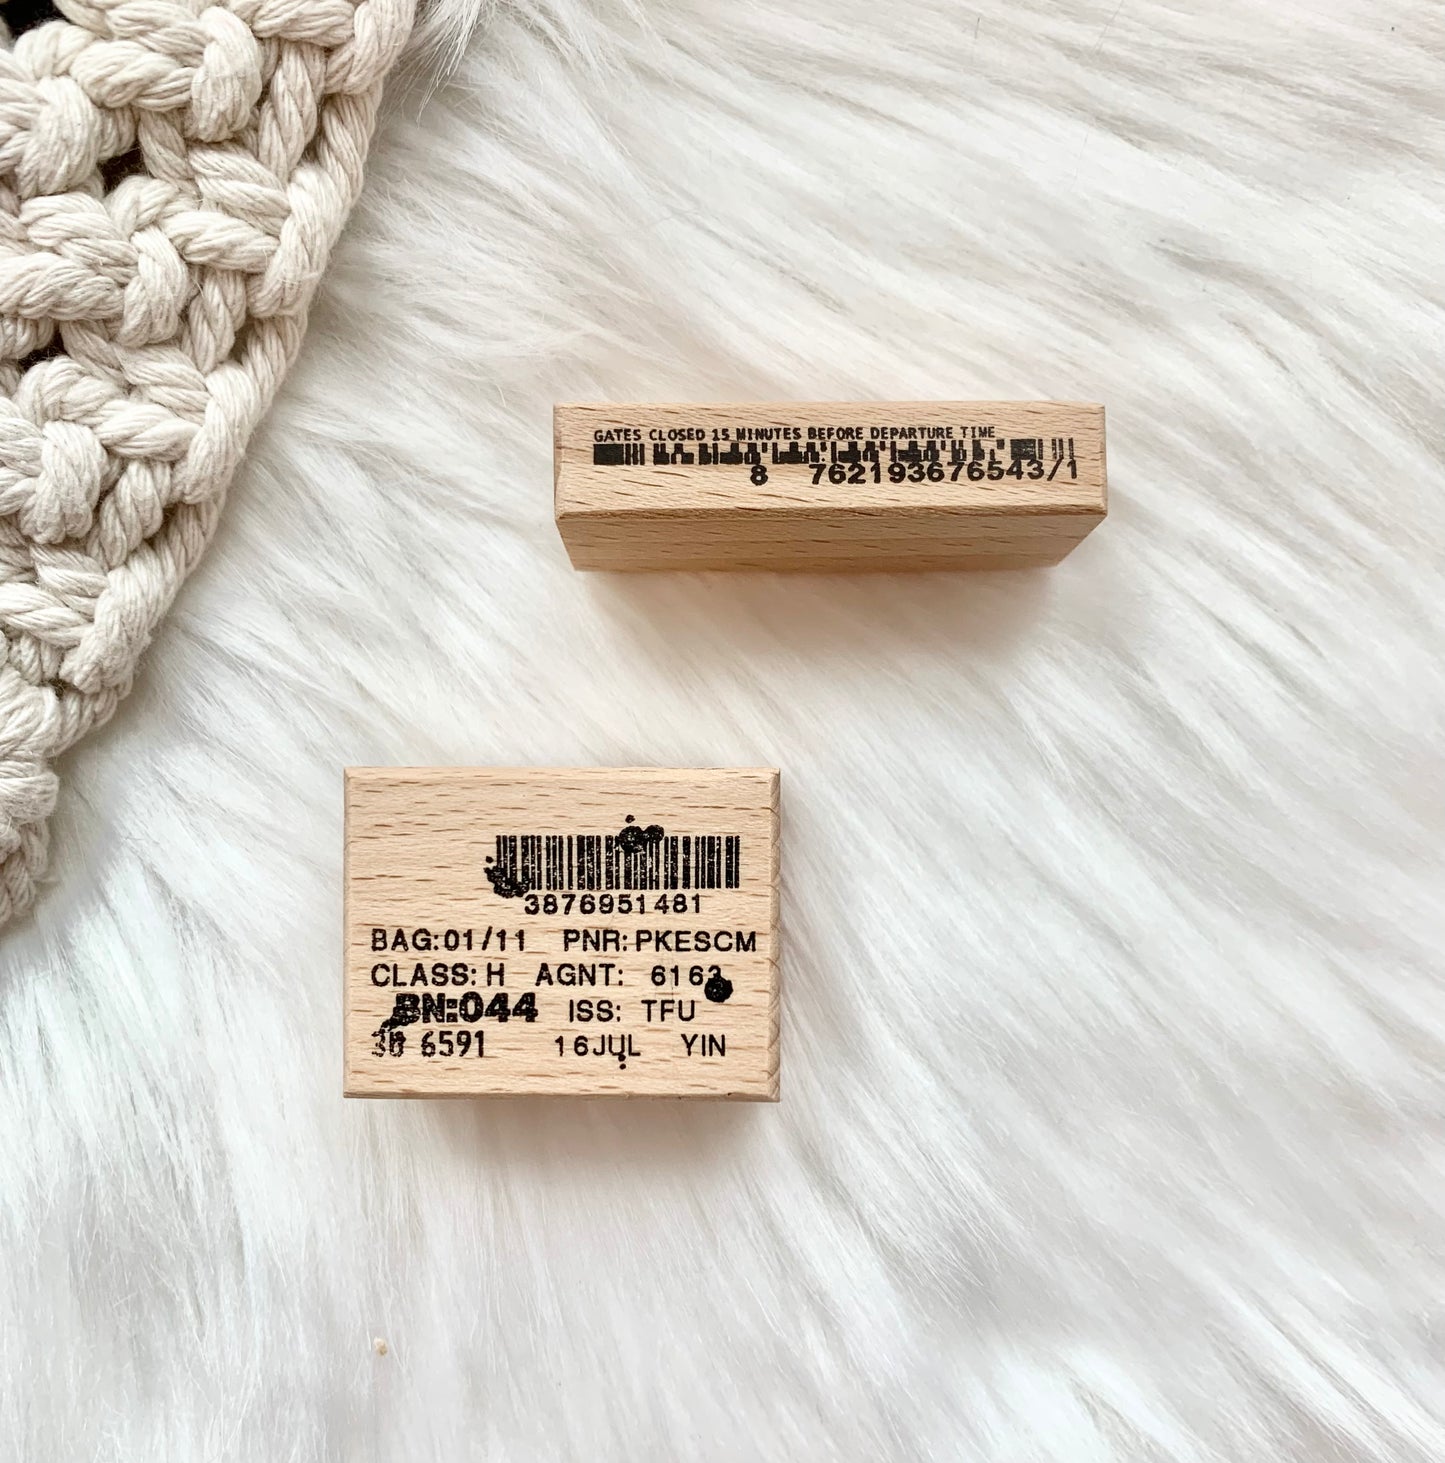 GATES CLOSED 15 MINUTES BEFORE DEPARTURE TIME
8 762193676543/1
3876951481
BAG:01/11 PNR:PKESCM
CLASS: H AGNT: 6163
BN:044 ISS: TFU
6591 16JUL YIN